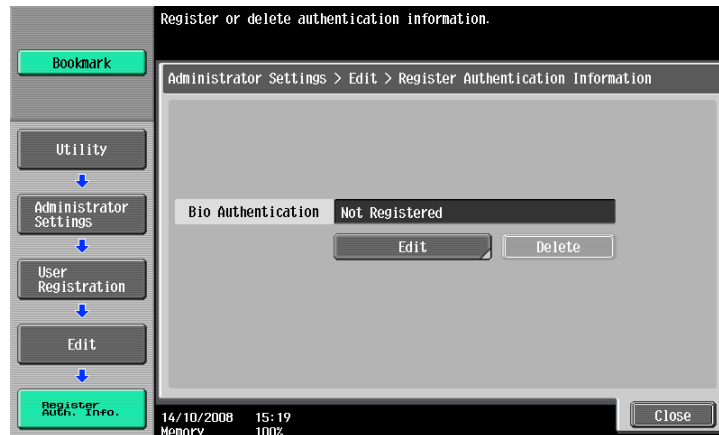 Register or delete authentication information.
Bookmark
Administrator Settings > Edit > Register Authentication Information
Utility
Administrator
Settings
Bio Authentication Not Registered
Edit Delete
User
Registration
Edit
Register
Auth. Info.
Close
14/10/2008 15:19
Memory 100%